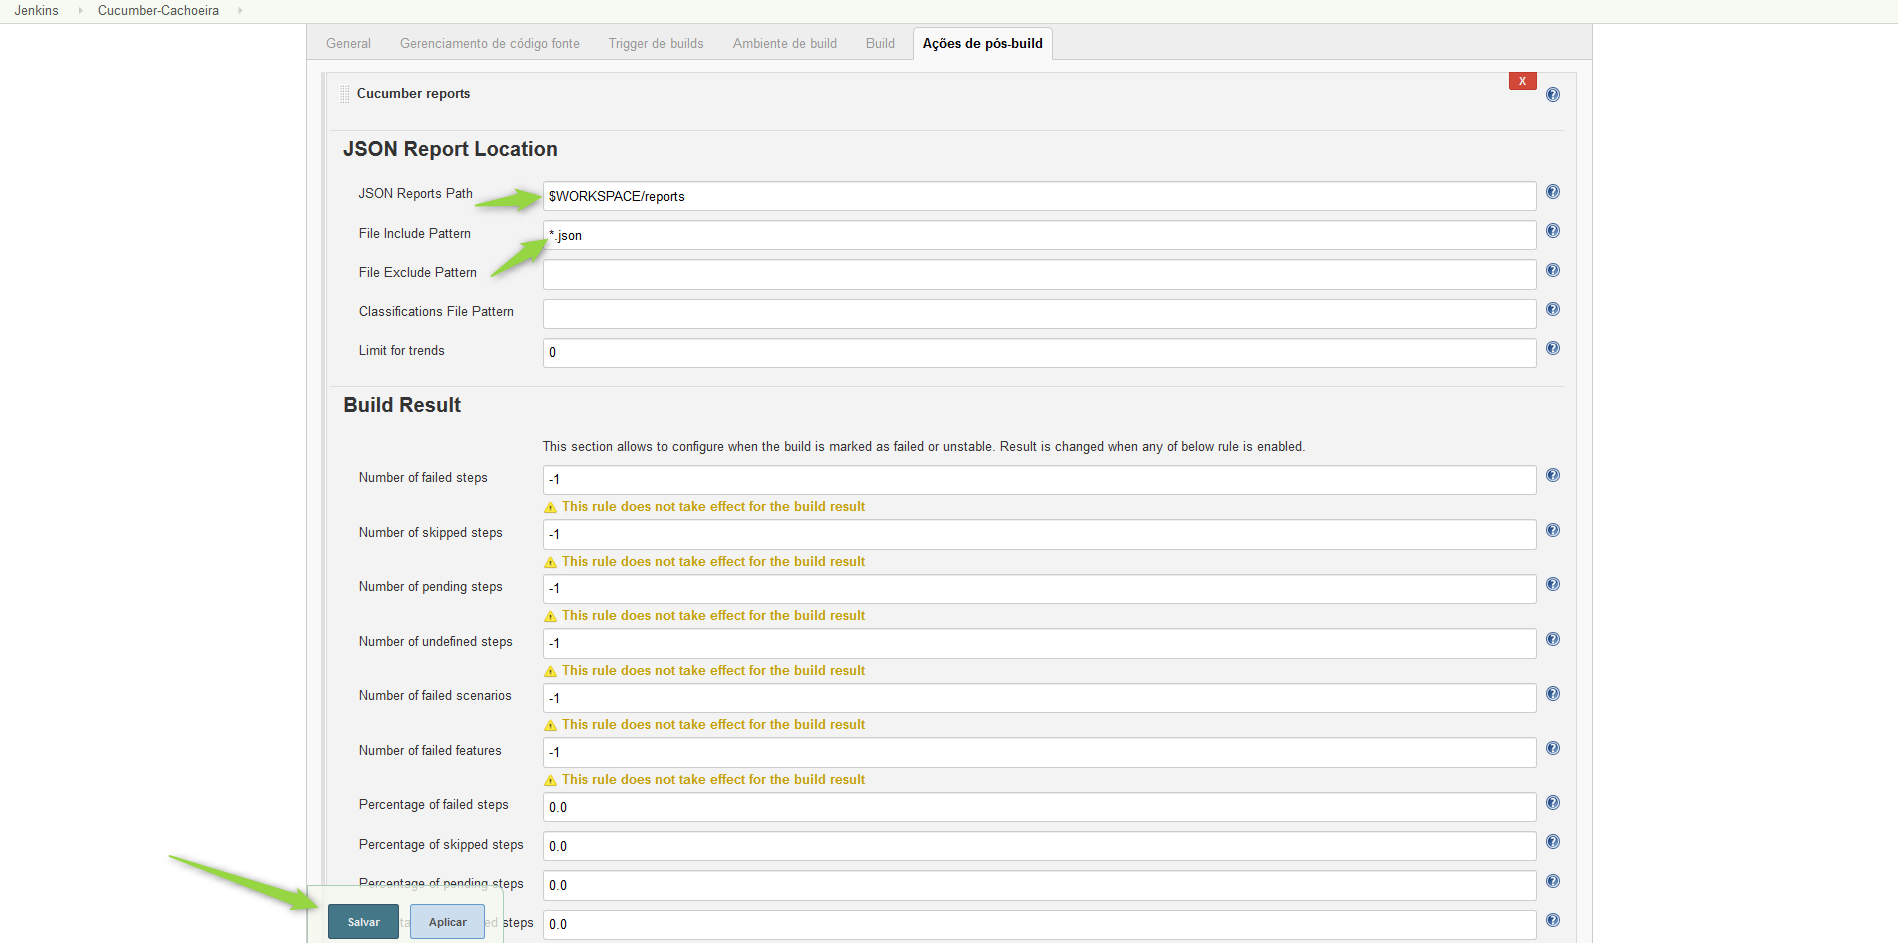 Jenkins Cucumber-Cachoeira
General Gerenciamento de código fonte Trigger de builds Ambiente de build Build Ações de pós-build
X
Cucumber reports
JSON Report Location
JSON Reports Path $WORKSPACE/reports
File Include Pattern *.json
File Exclude Pattern
Classifications File Pattern
Limit for trends 0
Build Result
This section allows to configure when the build is marked as failed or unstable. Result is changed when any of below rule is enabled.
Number of failed steps -1
This rule does not take effect for the build result
Number of skipped steps -1
This rule does not take effect for the build result
Number of pending steps -1
This rule does not take effect for the build result
Number of undefined steps -1
This rule does not take effect for the build result
Number of failed scenarios -1
This rule does not take effect for the build result
Number of failed features -1
This rule does not take effect for the build result
Percentage of failed steps 0.0
Percentage of skipped steps 0.0
Percentage of pending steps 0.0
steps 0.0
Salvar Aplicar